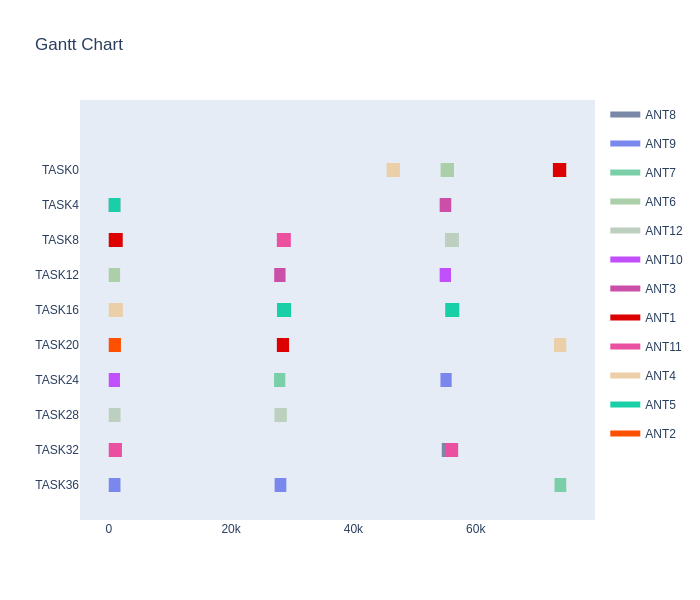 Gantt Chart
TASK0
TASK4
TASK8
TASK12
TASK16
TASK20
TASK24
TASK28
TASK32
TASK36
0 20k 40k 60k
ANT8
ANT9
ANT7
ANT6
ANT12
ANT10
ANT3
ANT1
ANT11
ANT4
ANT5
ANT2